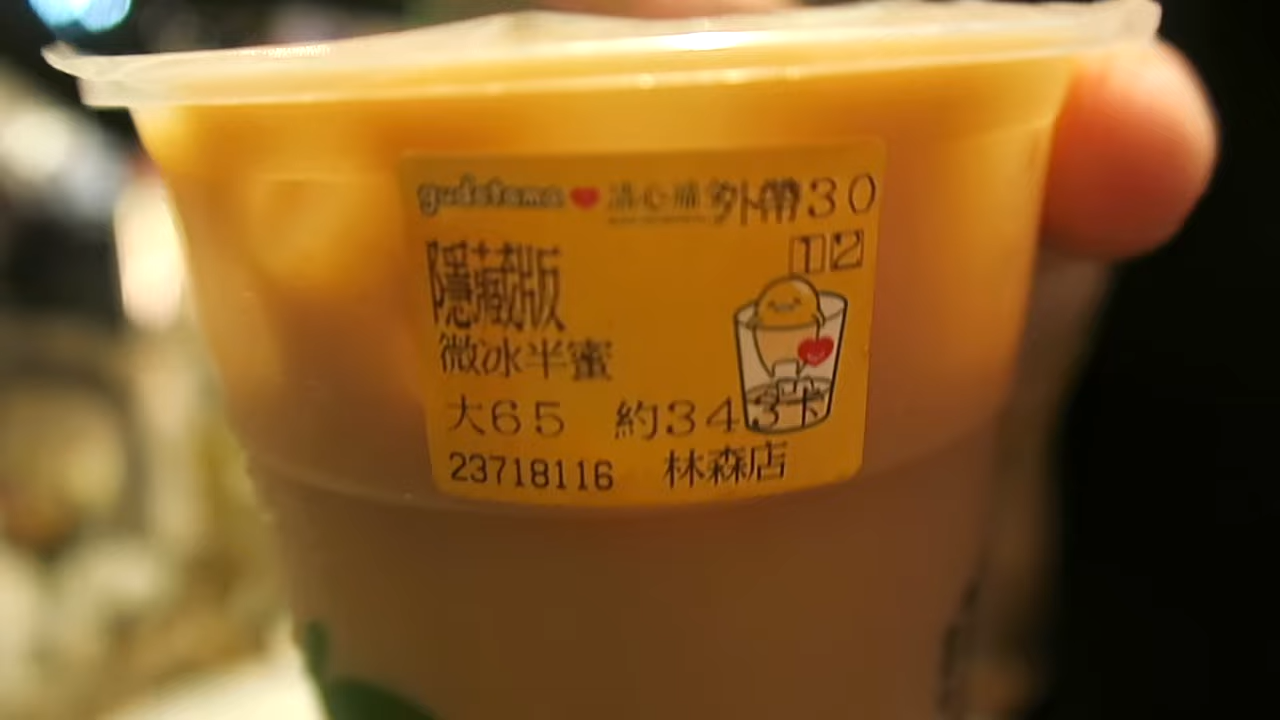 gudetama 清心福 外帶30
12
隱藏版
微冰半蜜
大65 約343卡
23718116 林森店